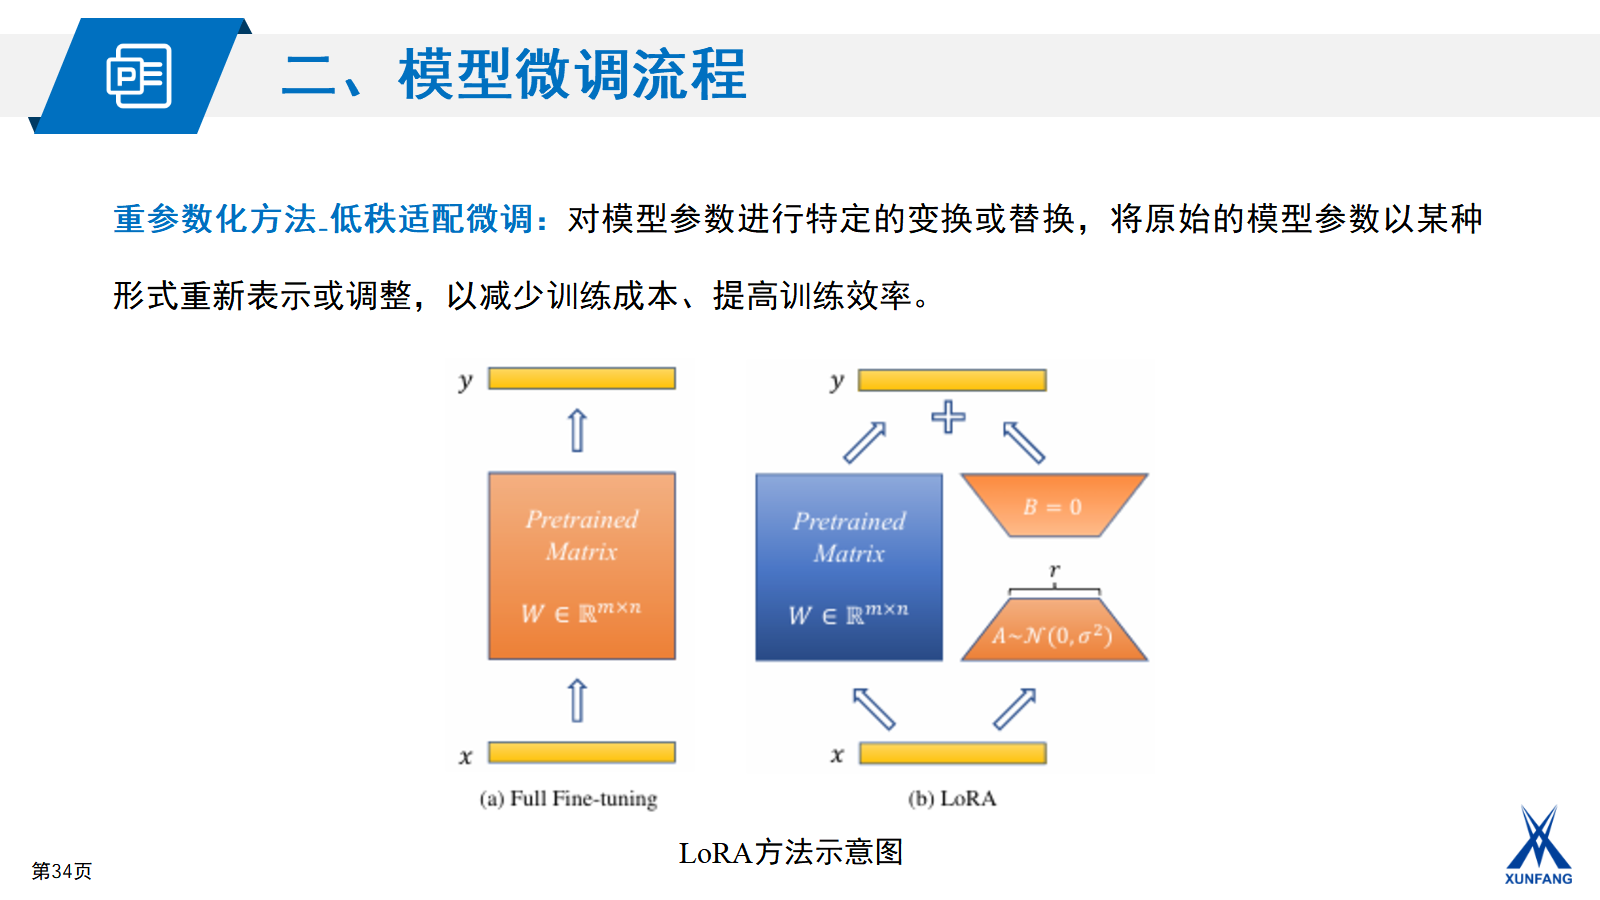 二、模型微调流程
重参数化方法_低秩适配微调：对模型参数进行特定的变换或替换，将原始的模型参数以某种
形式重新表示或调整，以减少训练成本、提高训练效率。
y
Pretrained
Matrix
W ∈ ℝ^{m×n}
x
(a) Full Fine-tuning
y
Pretrained
Matrix
W ∈ ℝ^{m×n}
B = 0
r
A~𝒩(0, σ²)
x
(b) LoRA
LoRA方法示意图
第34页
XUNFANG